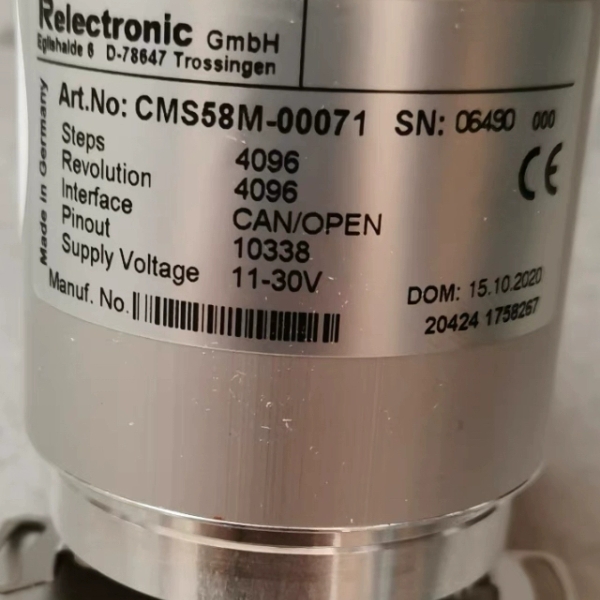 Relectronic GmbH
Eglishalde 6 D-78647 Trossingen
Art.No: CMS58M-00071 SN: 06490 000
Steps 4096
Revolution 4096
Interface CAN/OPEN
Pinout 10338
Supply Voltage 11-30V
Manuf. No.
DOM: 15.10.2020
20424 1758267
CE
Made in Germany